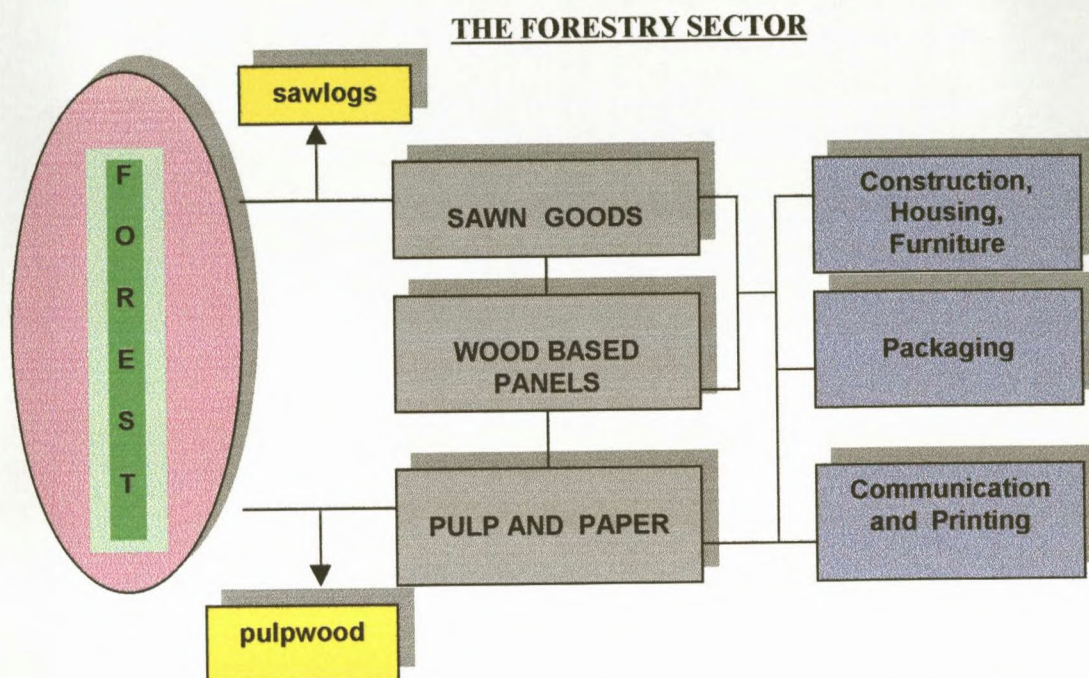 THE FORESTRY SECTOR
sawlogs
FOREST
SAWN GOODS
WOOD BASED
PANELS
PULP AND PAPER
pulpwood
Construction,
Housing,
Furniture
Packaging
Communication
and Printing